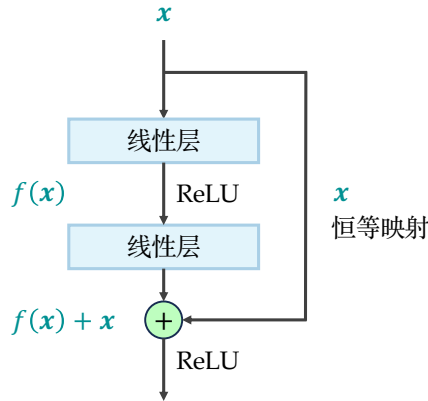 x
线性层
f(x)
ReLU
x
恒等映射
线性层
f(x) + x
+
ReLU